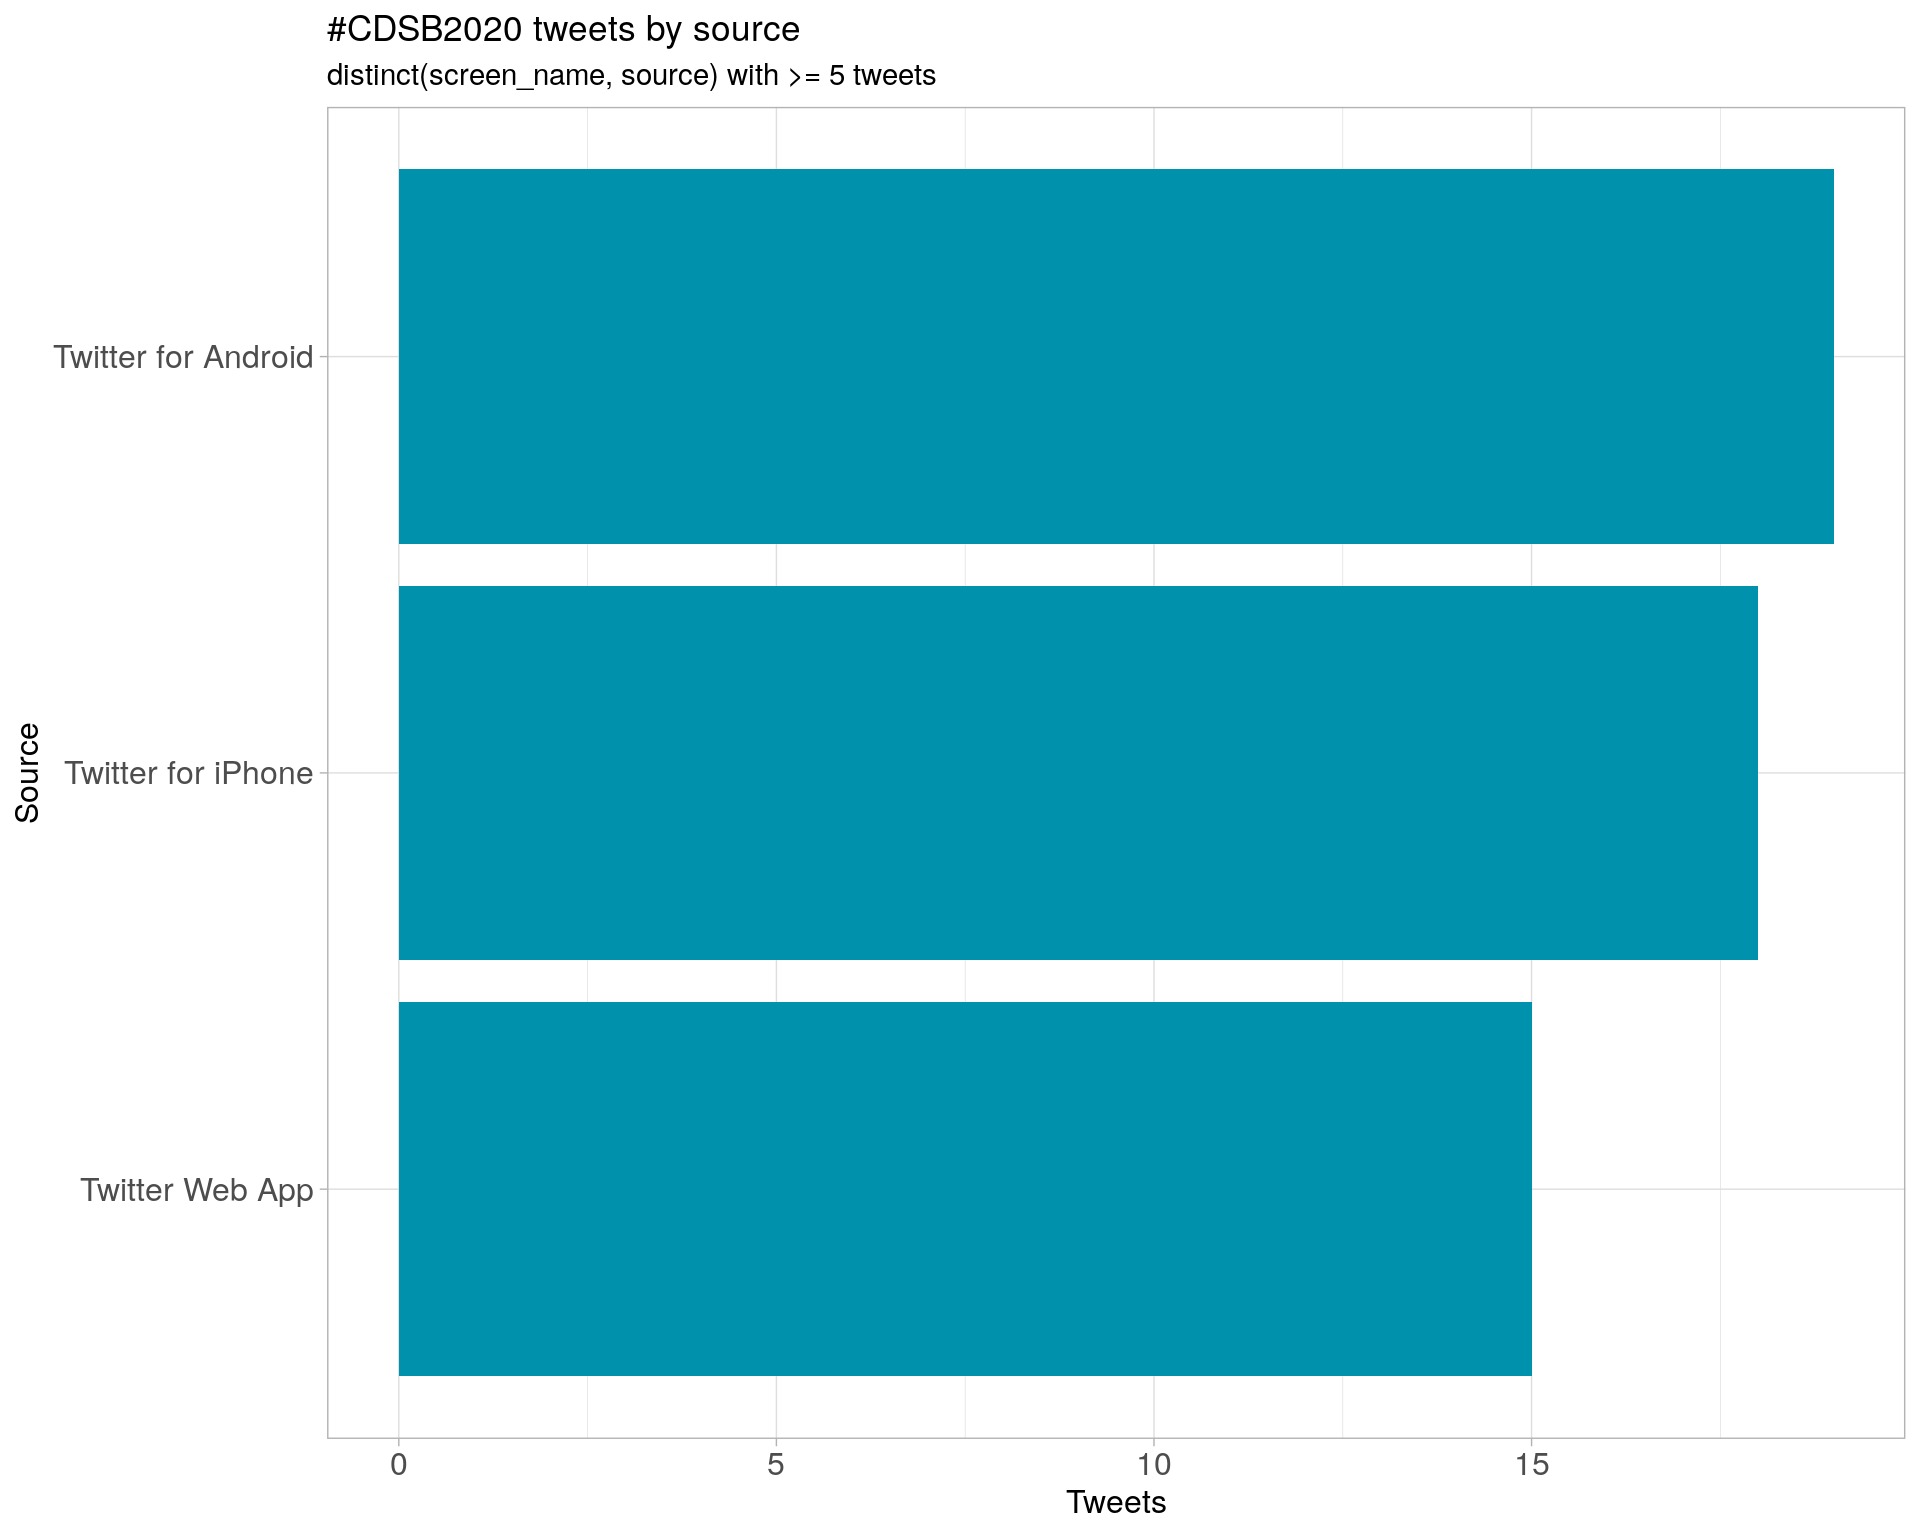 #CDSB2020 tweets by source
distinct(screen_name, source) with >= 5 tweets
Source
Twitter for Android
Twitter for iPhone
Twitter Web App
0 5 10 15
Tweets